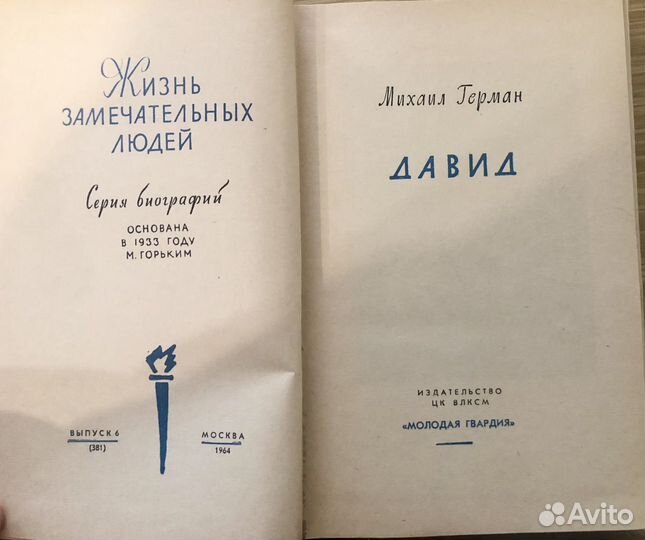 Жизнь
ЗАМЕЧАТЕЛЬНЫХ
ЛЮДЕЙ
Серия биографий
ОСНОВАНА
В 1933 ГОДУ
М. ГОРЬКИМ
ВЫПУСК 6
(381)
МОСКВА
1964
Михаил Герман
ДАВИД
ИЗДАТЕЛЬСТВО
ЦК ВЛКСМ
«МОЛОДАЯ ГВАРДИЯ»
Avito